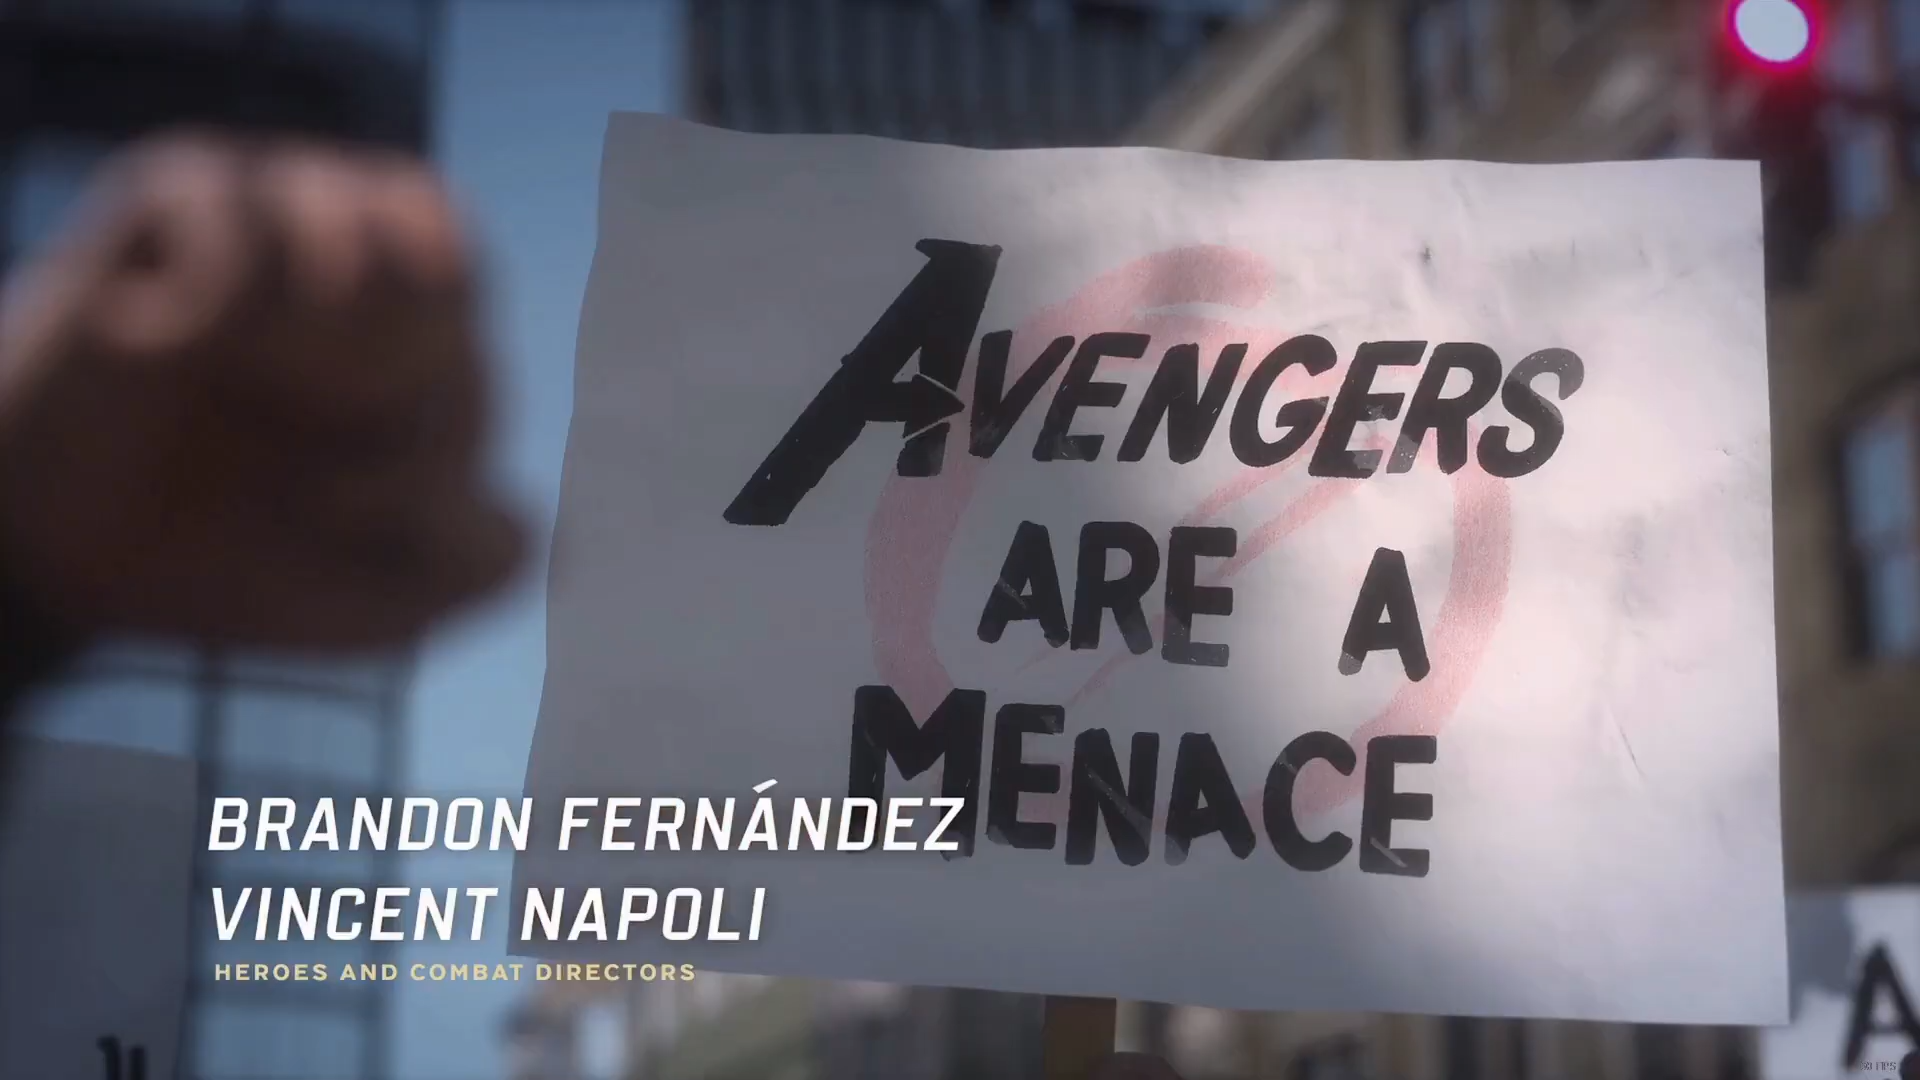 AVENGERS
ARE A
MENACE
BRANDON FERNÁNDEZ
VINCENT NAPOLI
HEROES AND COMBAT DIRECTORS
A